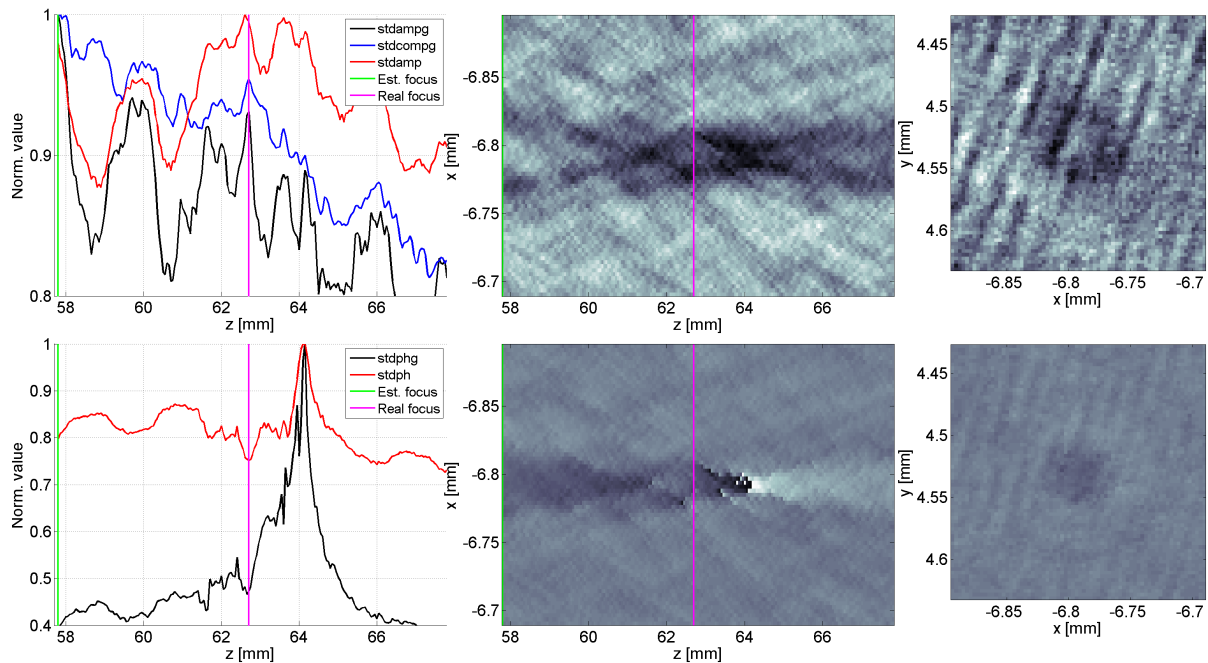 1
0.9
0.8
Norm. value
58
60
62
64
66
z [mm]
stdampg
stdcompg
stdamp
Est. focus
Real focus
-6.85
-6.8
-6.75
-6.7
x [mm]
58
60
62
64
66
z [mm]
4.45
4.5
4.55
4.6
y [mm]
-6.85
-6.8
-6.75
-6.7
x [mm]
1
0.9
0.8
0.7
0.6
0.5
0.4
Norm. value
58
60
62
64
66
z [mm]
stdphg
stdph
Est. focus
Real focus
-6.85
-6.8
-6.75
-6.7
x [mm]
58
60
62
64
66
z [mm]
4.45
4.5
4.55
4.6
y [mm]
-6.85
-6.8
-6.75
-6.7
x [mm]